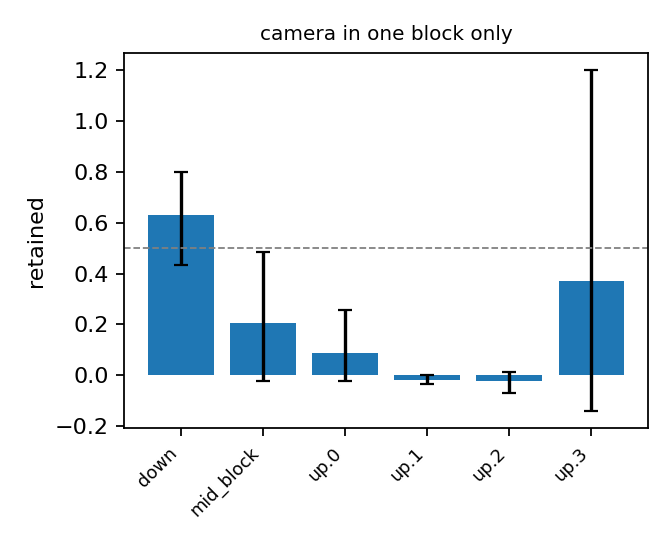 camera in one block only
retained
1.2
1.0
0.8
0.6
0.4
0.2
0.0
−0.2
down
mid_block
up.0
up.1
up.2
up.3